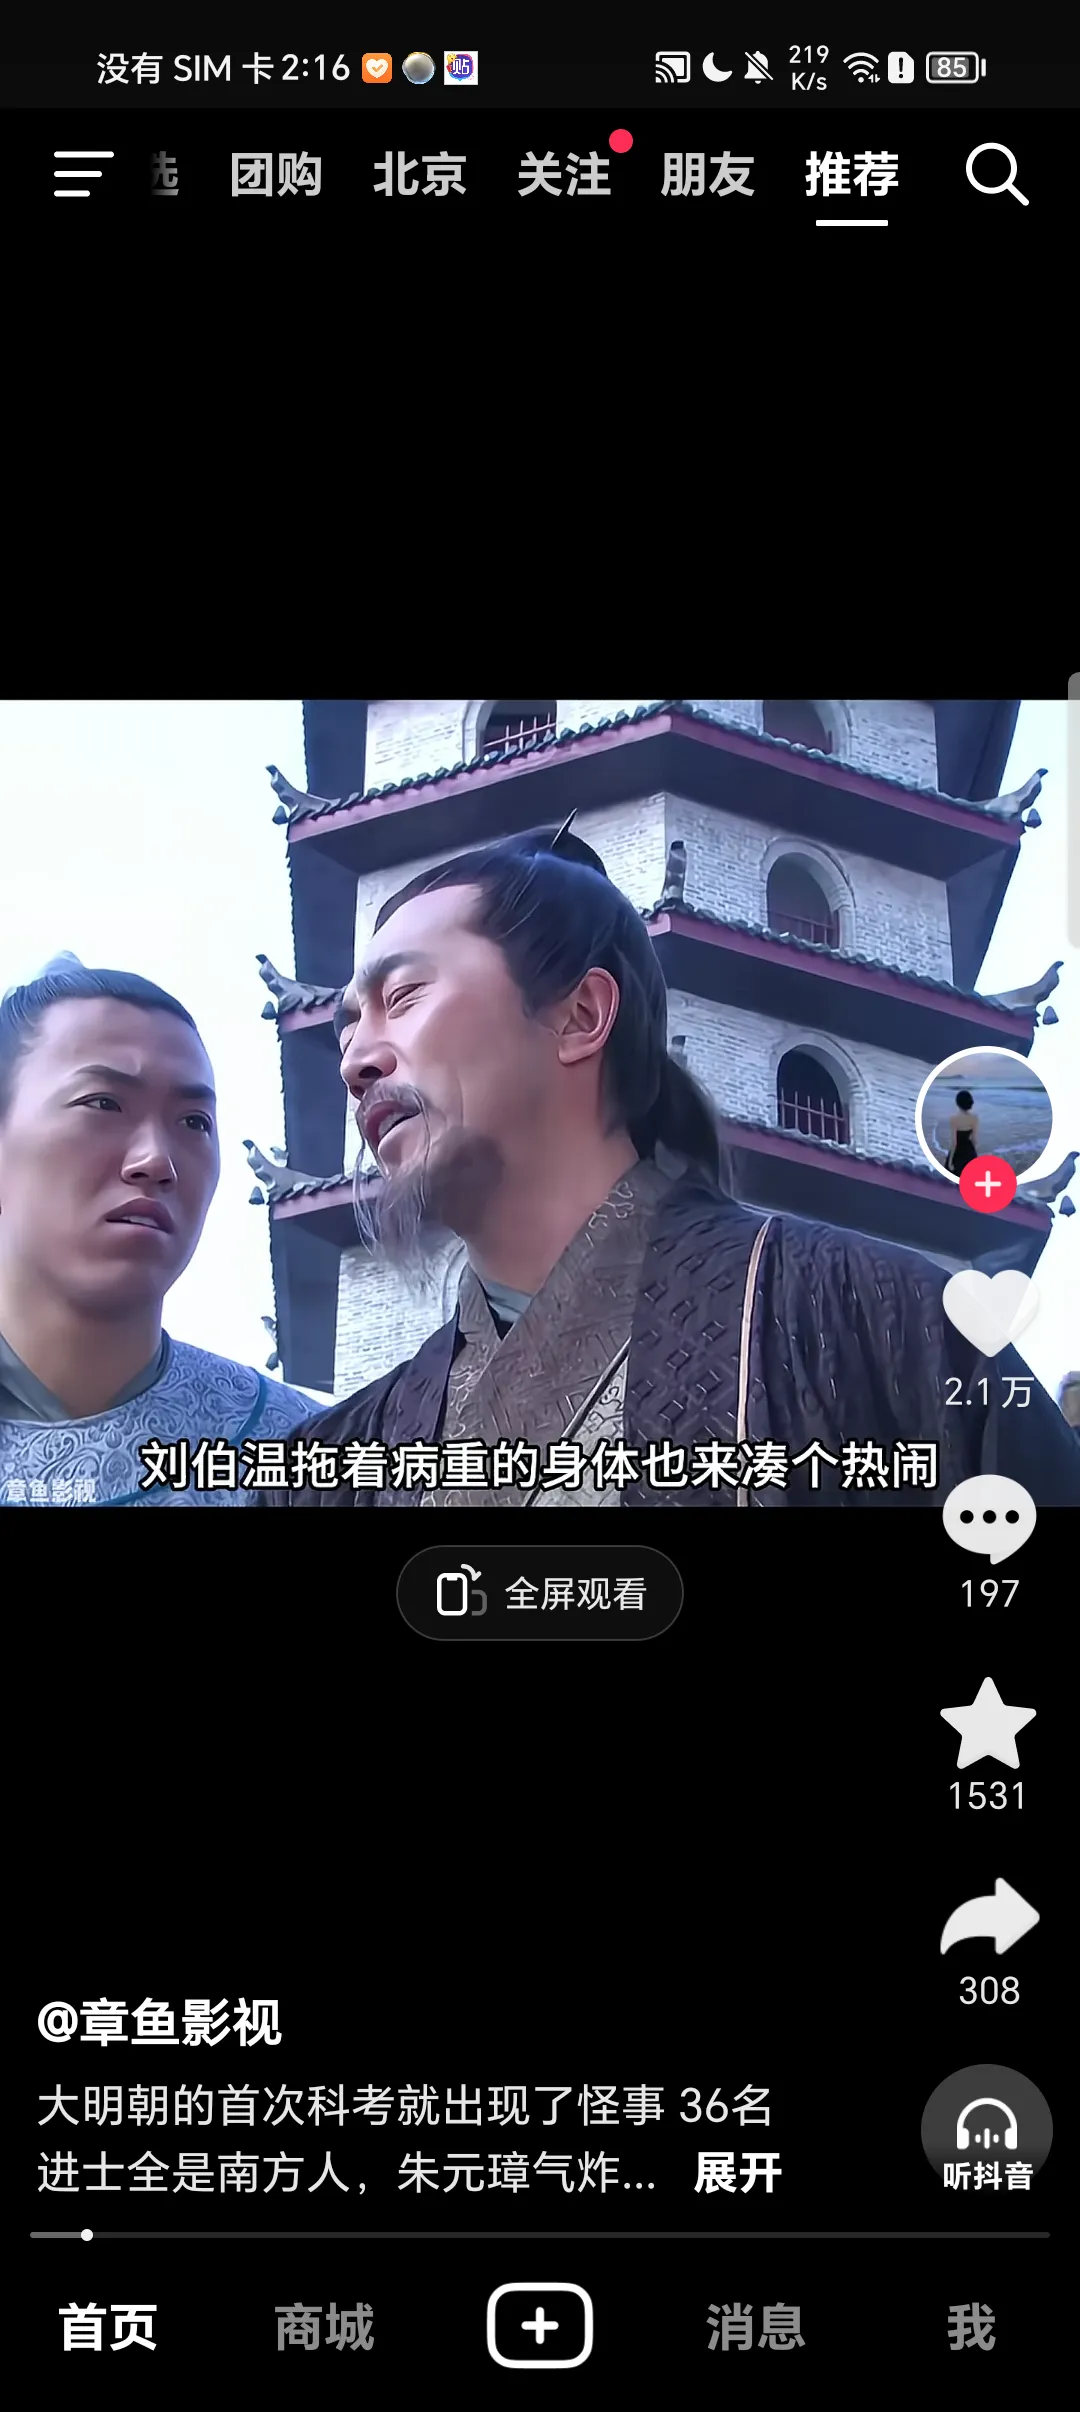 没有 SIM 卡 2:16 贴 219 K/s 85
选 团购 北京 关注 朋友 推荐
2.1万
刘伯温拖着病重的身体也来凑个热闹
章鱼影视
全屏观看
197
1531
308
@章鱼影视
大明朝的首次科考就出现了怪事 36名
进士全是南方人，朱元璋气炸... 展开
听抖音
首页 商城 消息 我